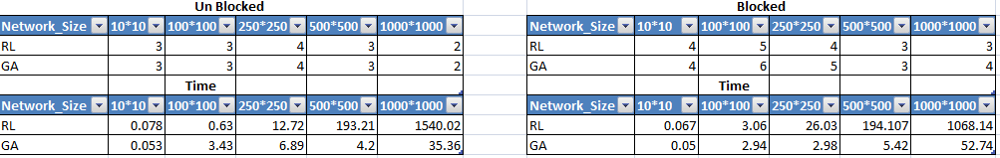 Un Blocked
Network_Size 10*10 100*100 250*250 500*500 1000*1000
RL 3 3 4 3 2
GA 3 3 4 3 2
Time
Network_Size 10*10 100*100 250*250 500*500 1000*1000
RL 0.078 0.63 12.72 193.21 1540.02
GA 0.053 3.43 6.89 4.2 35.36
Blocked
Network_Size 10*10 100*100 250*250 500*500 1000*1000
RL 4 5 4 3 3
GA 4 6 5 3 4
Time
Network_Size 10*10 100*100 250*250 500*500 1000*1000
RL 0.067 3.06 26.03 194.107 1068.14
GA 0.05 2.94 2.98 5.42 52.74